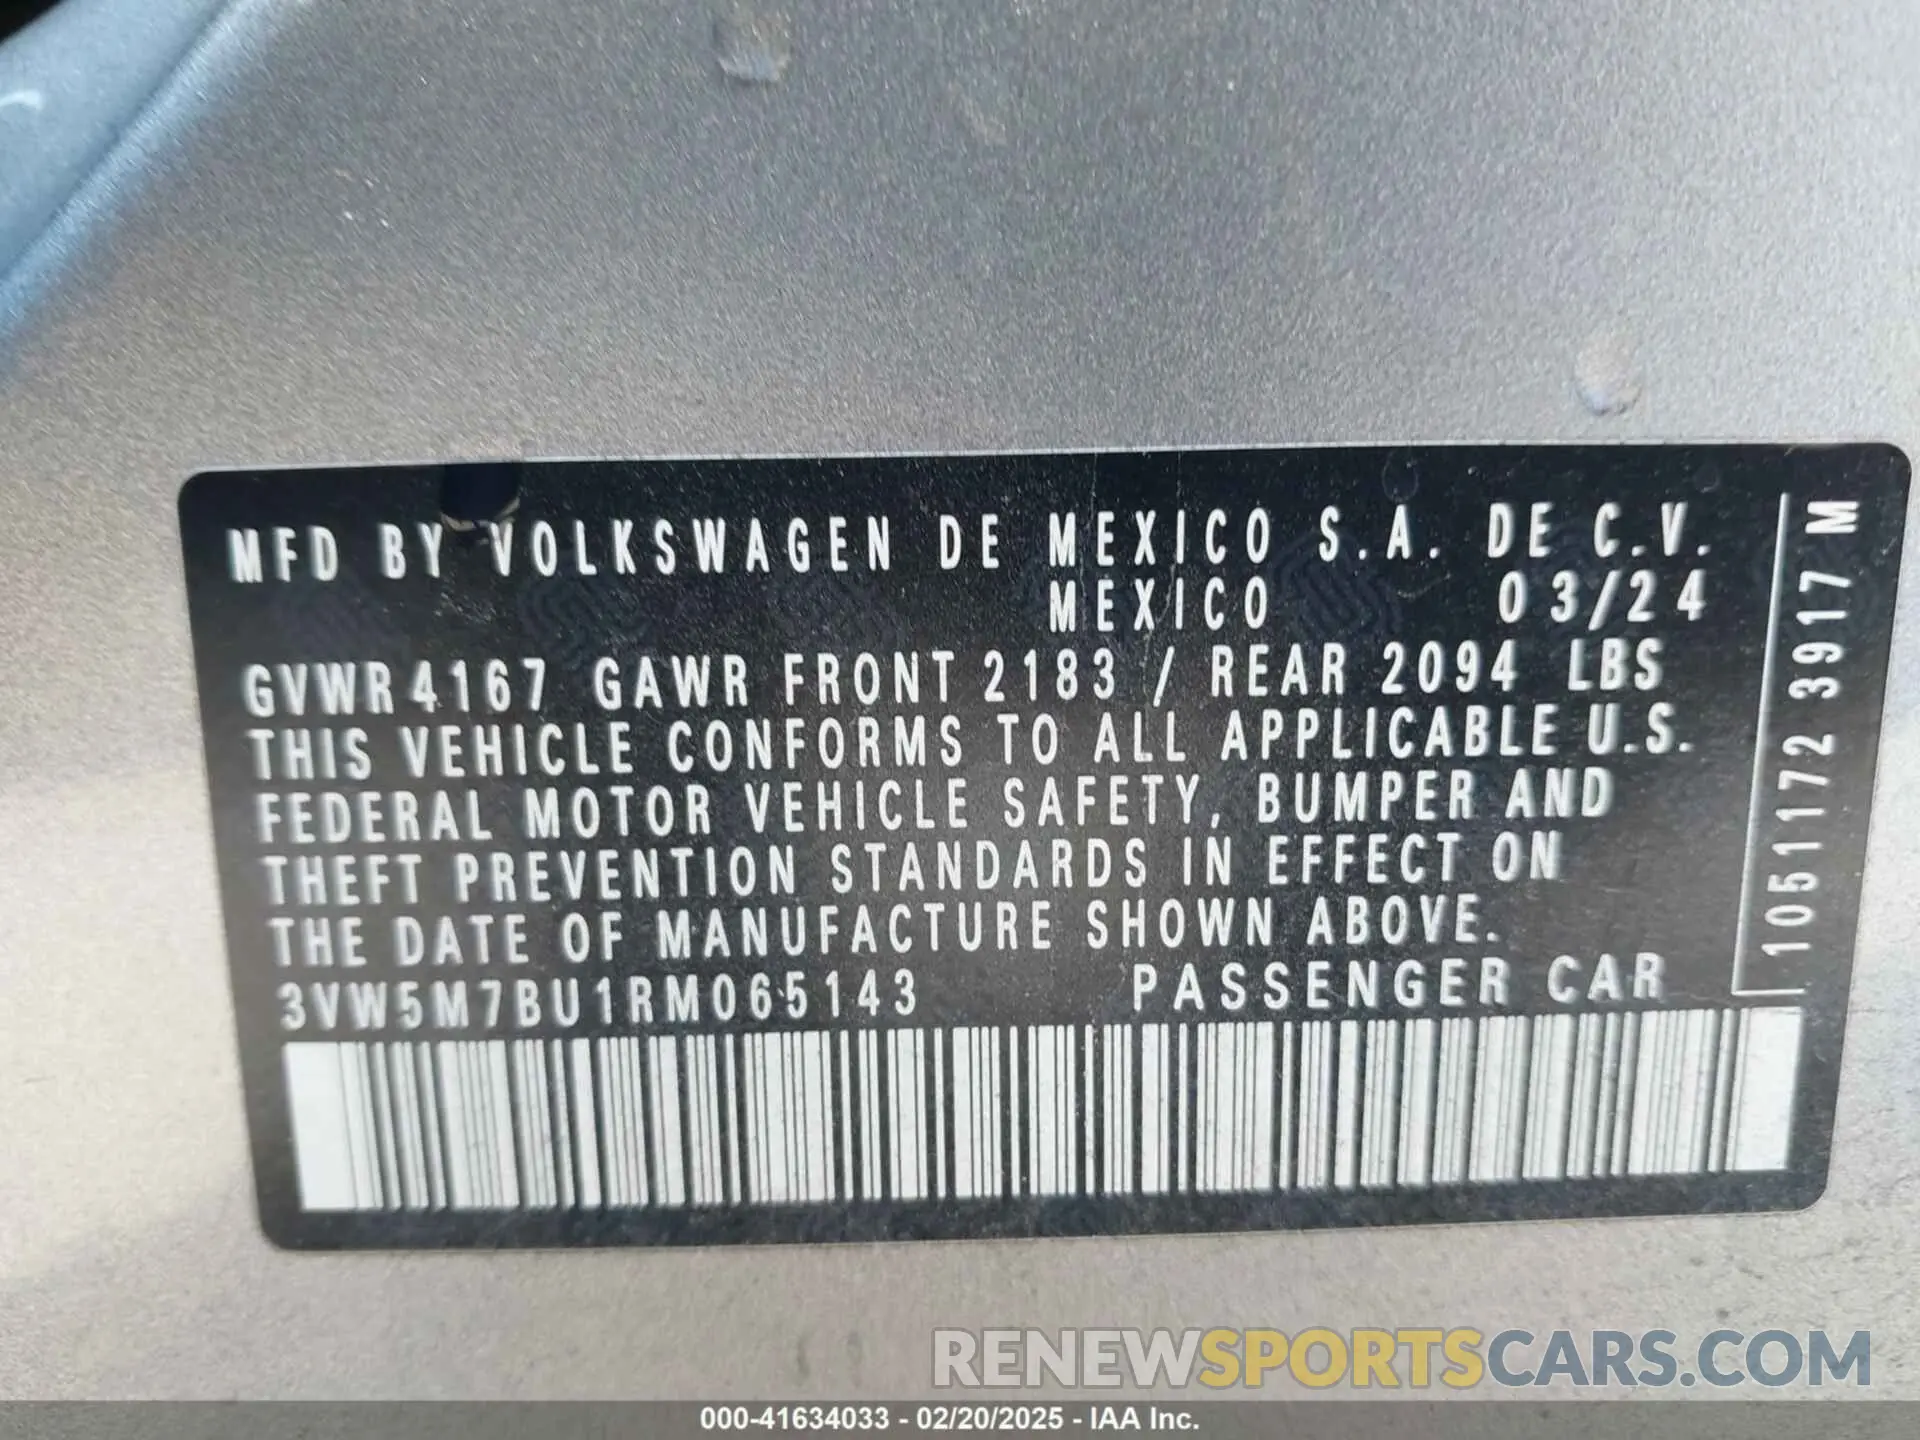 MFD BY VOLKSWAGEN DE MEXICO S.A. DE C.V.
MEXICO 03/24
GVWR 4167 GAWR FRONT 2183 / REAR 2094 LBS
THIS VEHICLE CONFORMS TO ALL APPLICABLE U.S.
FEDERAL MOTOR VEHICLE SAFETY, BUMPER AND
THEFT PREVENTION STANDARDS IN EFFECT ON
THE DATE OF MANUFACTURE SHOWN ABOVE.
3VW5M7BU1RM065143 PASSENGER CAR
1051172 3917 M
RENEWSPORTSCARS.COM
000-41634033 - 02/20/2025 - IAA Inc.